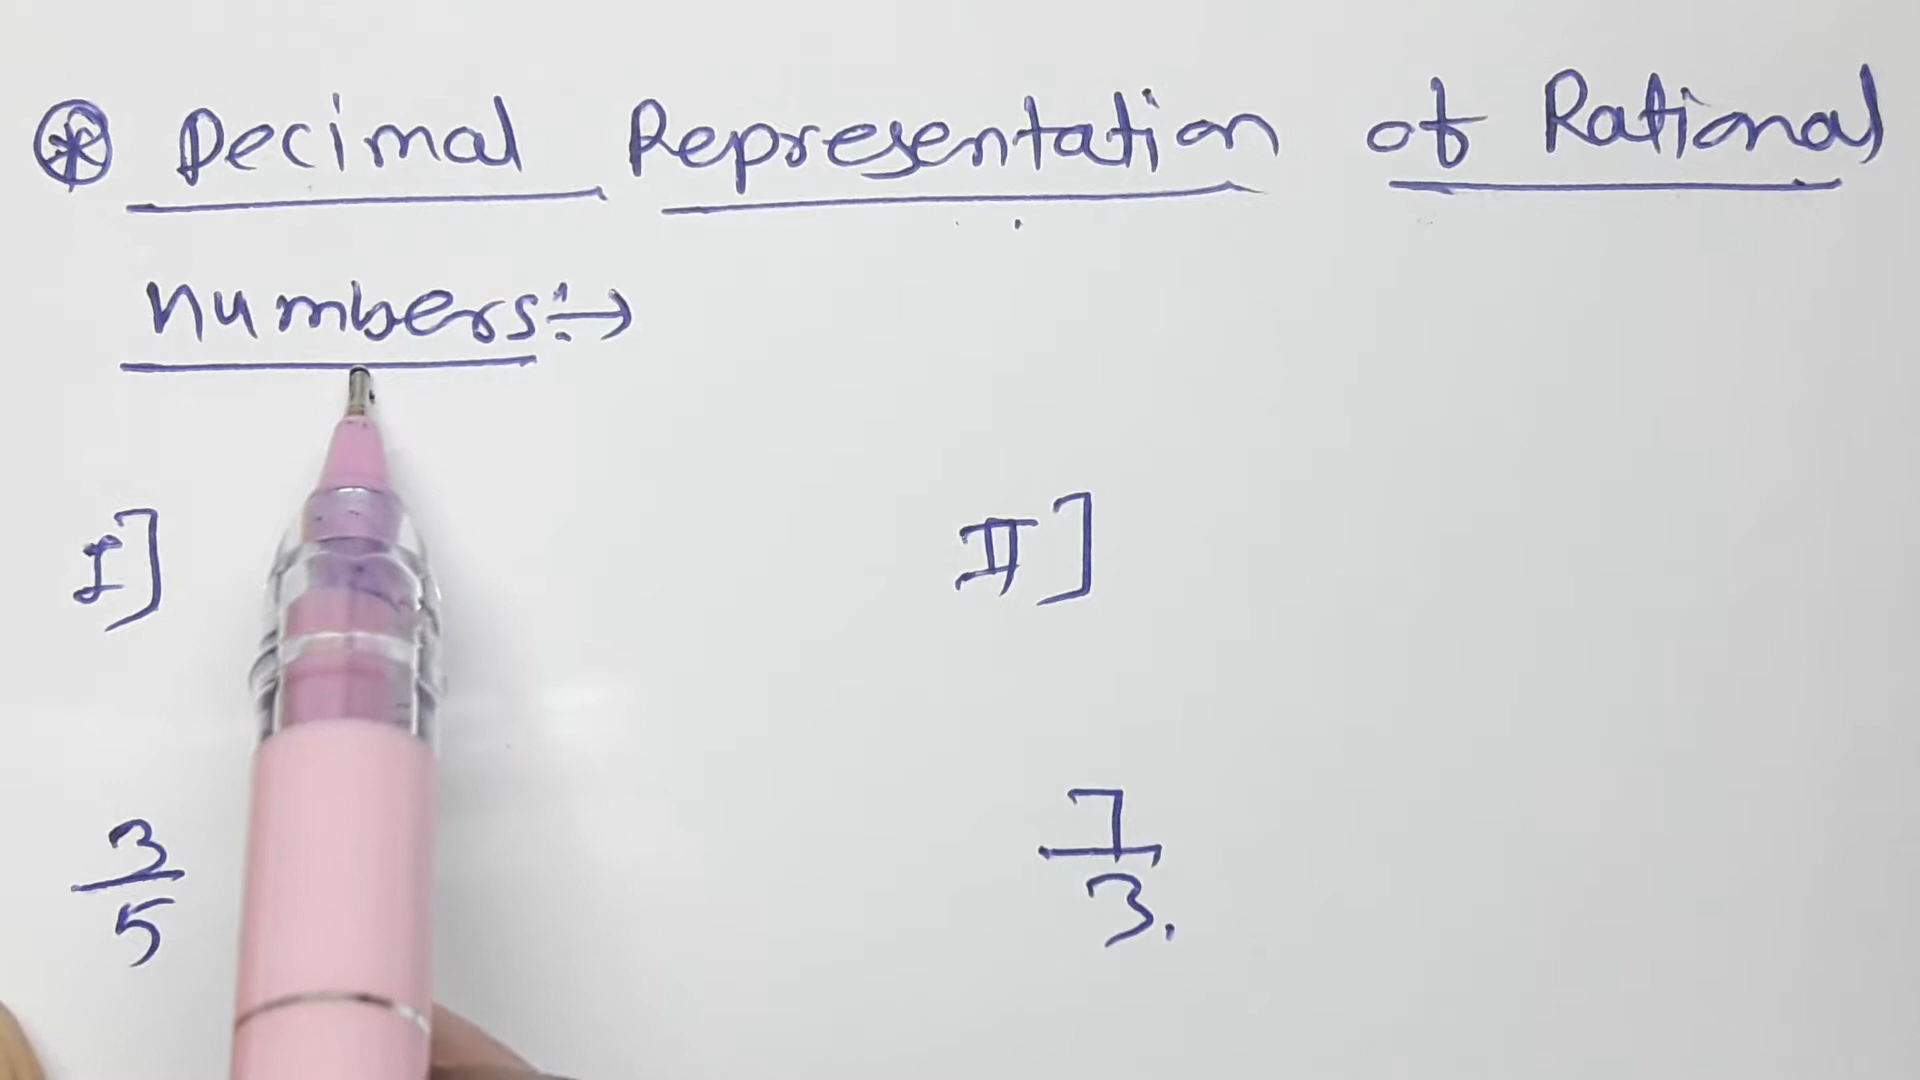 ⊛ Decimal Representation of Rational
numbers:→
I] II]
3/5 7/3.